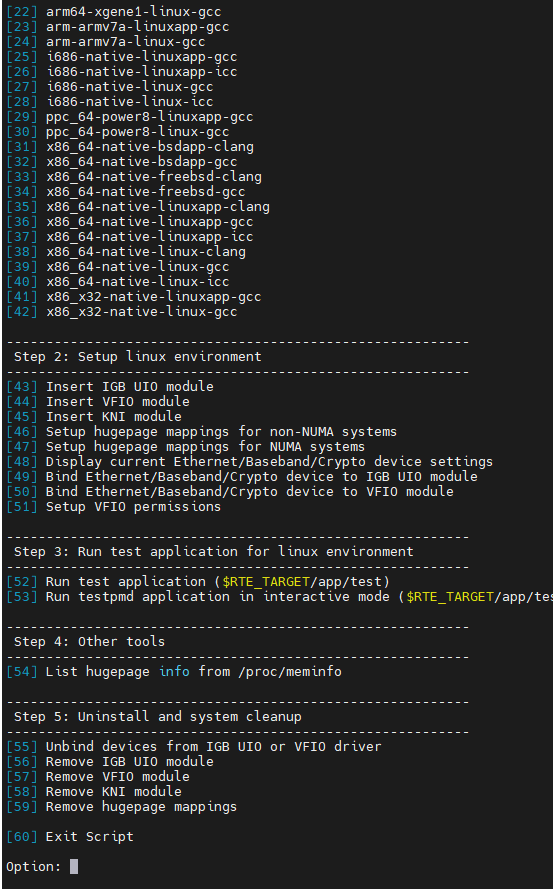 [22] arm64-xgene1-linux-gcc
[23] arm-armv7a-linuxapp-gcc
[24] arm-armv7a-linux-gcc
[25] i686-native-linuxapp-gcc
[26] i686-native-linuxapp-icc
[27] i686-native-linux-gcc
[28] i686-native-linux-icc
[29] ppc_64-power8-linuxapp-gcc
[30] ppc_64-power8-linux-gcc
[31] x86_64-native-bsdapp-clang
[32] x86_64-native-bsdapp-gcc
[33] x86_64-native-freebsd-clang
[34] x86_64-native-freebsd-gcc
[35] x86_64-native-linuxapp-clang
[36] x86_64-native-linuxapp-gcc
[37] x86_64-native-linuxapp-icc
[38] x86_64-native-linux-clang
[39] x86_64-native-linux-gcc
[40] x86_64-native-linux-icc
[41] x86_x32-native-linuxapp-gcc
[42] x86_x32-native-linux-gcc
----------------------------------------------------------
Step 2: Setup linux environment
----------------------------------------------------------
[43] Insert IGB UIO module
[44] Insert VFIO module
[45] Insert KNI module
[46] Setup hugepage mappings for non-NUMA systems
[47] Setup hugepage mappings for NUMA systems
[48] Display current Ethernet/Baseband/Crypto device settings
[49] Bind Ethernet/Baseband/Crypto device to IGB UIO module
[50] Bind Ethernet/Baseband/Crypto device to VFIO module
[51] Setup VFIO permissions
----------------------------------------------------------
Step 3: Run test application for linux environment
----------------------------------------------------------
[52] Run test application ($RTE_TARGET/app/test)
[53] Run testpmd application in interactive mode ($RTE_TARGET/app/tes
----------------------------------------------------------
Step 4: Other tools
----------------------------------------------------------
[54] List hugepage info from /proc/meminfo
----------------------------------------------------------
Step 5: Uninstall and system cleanup
----------------------------------------------------------
[55] Unbind devices from IGB UIO or VFIO driver
[56] Remove IGB UIO module
[57] Remove VFIO module
[58] Remove KNI module
[59] Remove hugepage mappings
[60] Exit Script
Option: